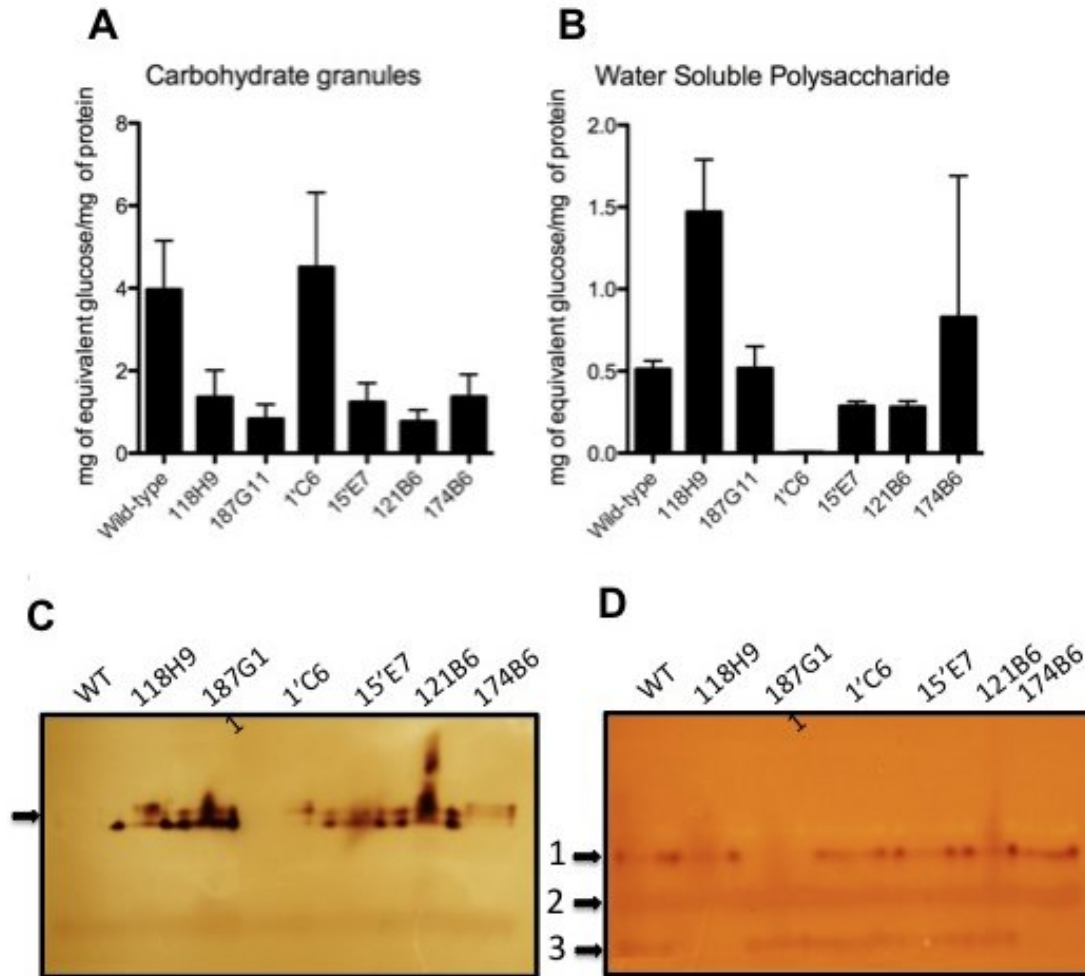 A
Carbohydrate granules
mg of equivalent glucose/mg of protein
8
6
4
2
0
Wild-type
118H9
187G11
1'C6
15'E7
121B6
174B6
B
Water Soluble Polysaccharide
mg of equivalent glucose/mg of protein
2.0
1.5
1.0
0.5
0.0
Wild-type
118H9
187G11
1'C6
15'E7
121B6
174B6
C
WT
118H9
187G1
1
1'C6
15'E7
121B6
174B6
D
WT
118H9
187G1
1
1'C6
15'E7
121B6
174B6
1
2
3